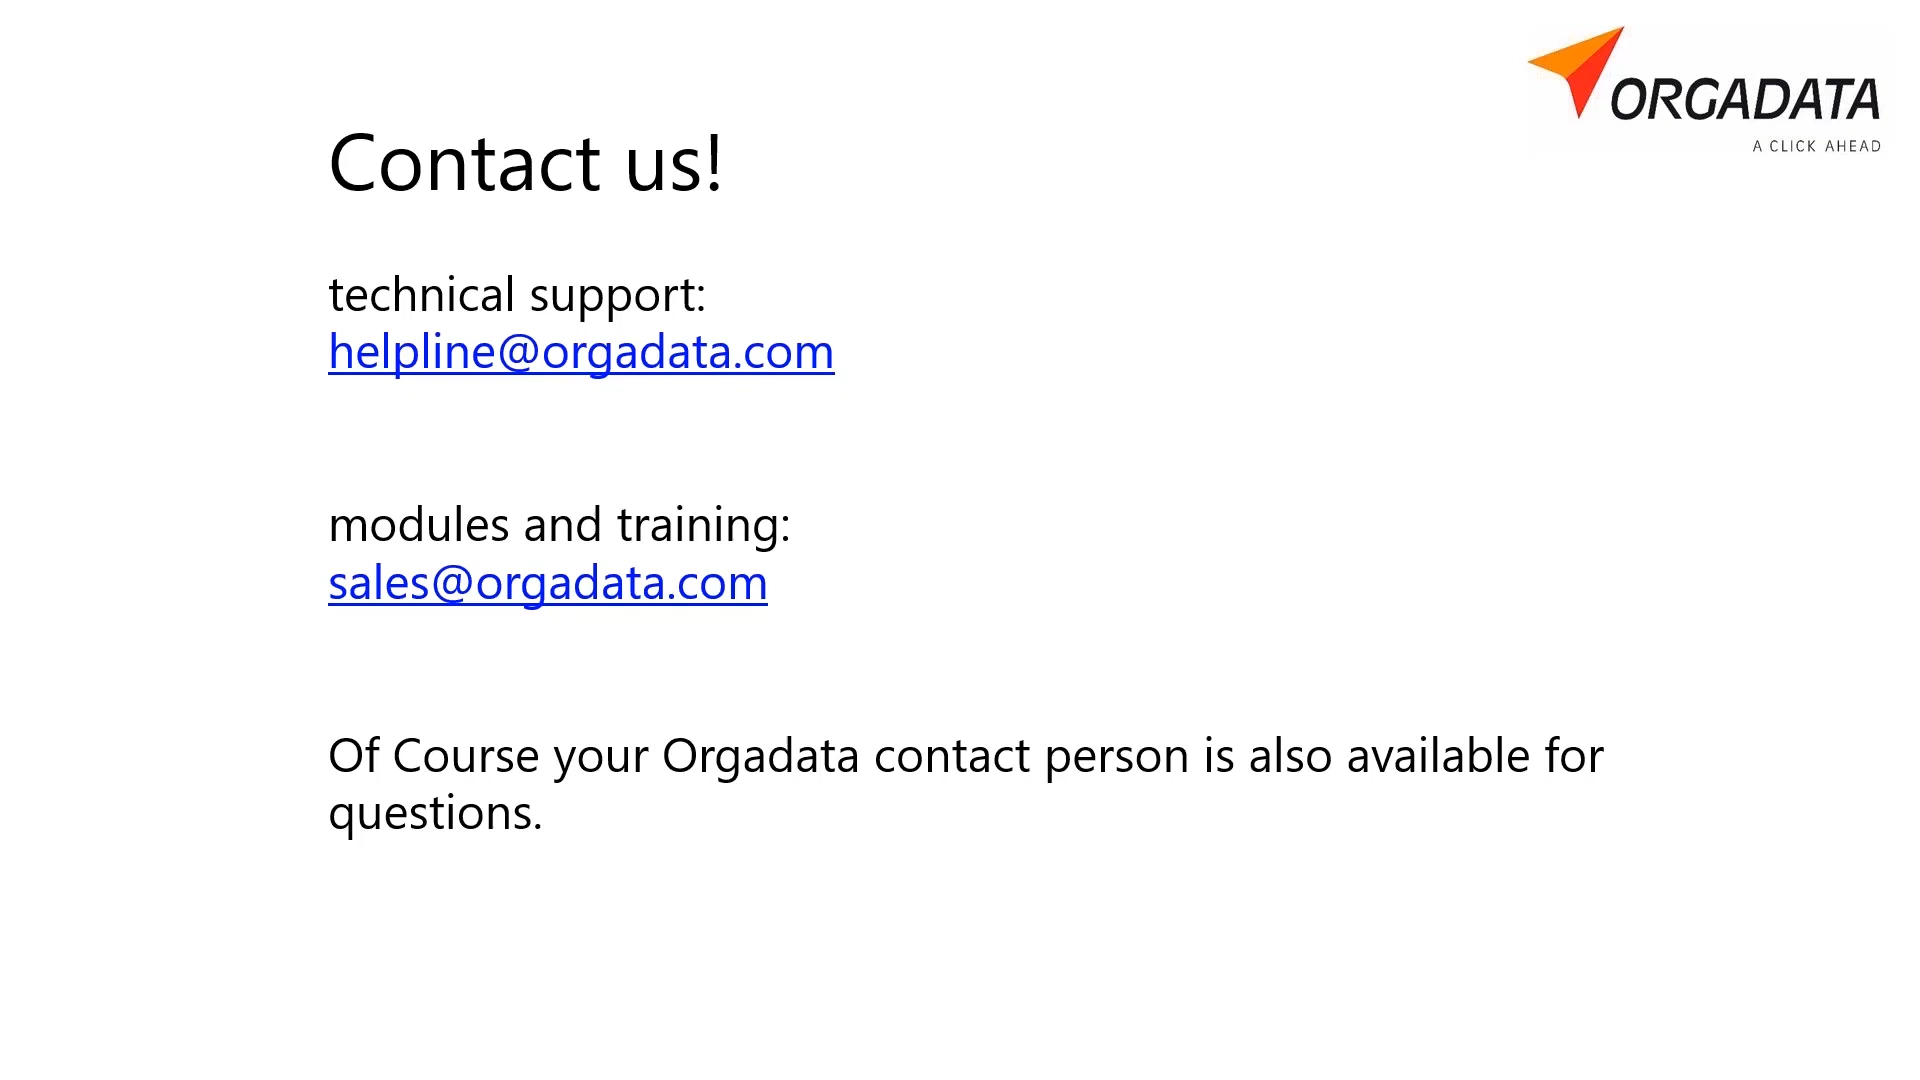 ORGADATA
A CLICK AHEAD
Contact us!
technical support:
helpline@orgadata.com
modules and training:
sales@orgadata.com
Of Course your Orgadata contact person is also available for
questions.